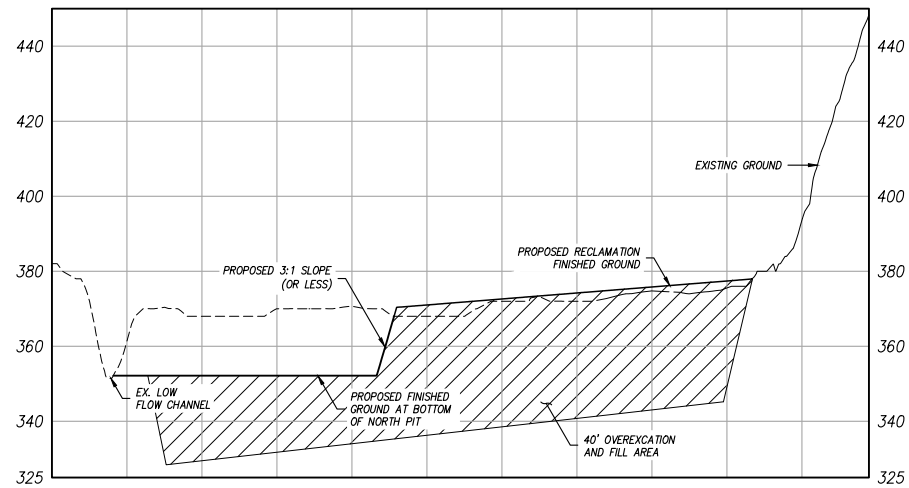 440
440
420
420
EXISTING GROUND
400
400
PROPOSED 3:1 SLOPE
(OR LESS)
PROPOSED RECLAMATION
FINISHED GROUND
380
380
360
360
EX. LOW
FLOW CHANNEL
PROPOSED FINISHED
GROUND AT BOTTOM
OF NORTH PIT
340
340
40' OVEREXCATION
AND FILL AREA
325
325